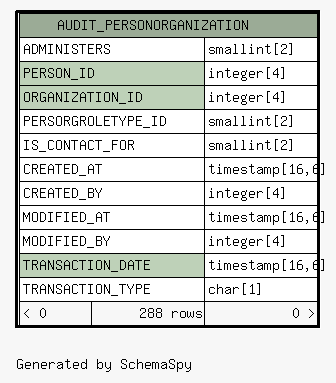 AUDIT_PERSONORGANIZATION
ADMINISTERS smallint[2]
PERSON_ID integer[4]
ORGANIZATION_ID integer[4]
PERSORGROLETYPE_ID smallint[2]
IS_CONTACT_FOR smallint[2]
CREATED_AT timestamp[16,6]
CREATED_BY integer[4]
MODIFIED_AT timestamp[16,6]
MODIFIED_BY integer[4]
TRANSACTION_DATE timestamp[16,6]
TRANSACTION_TYPE char[1]
< 0 288 rows 0 >
Generated by SchemaSpy